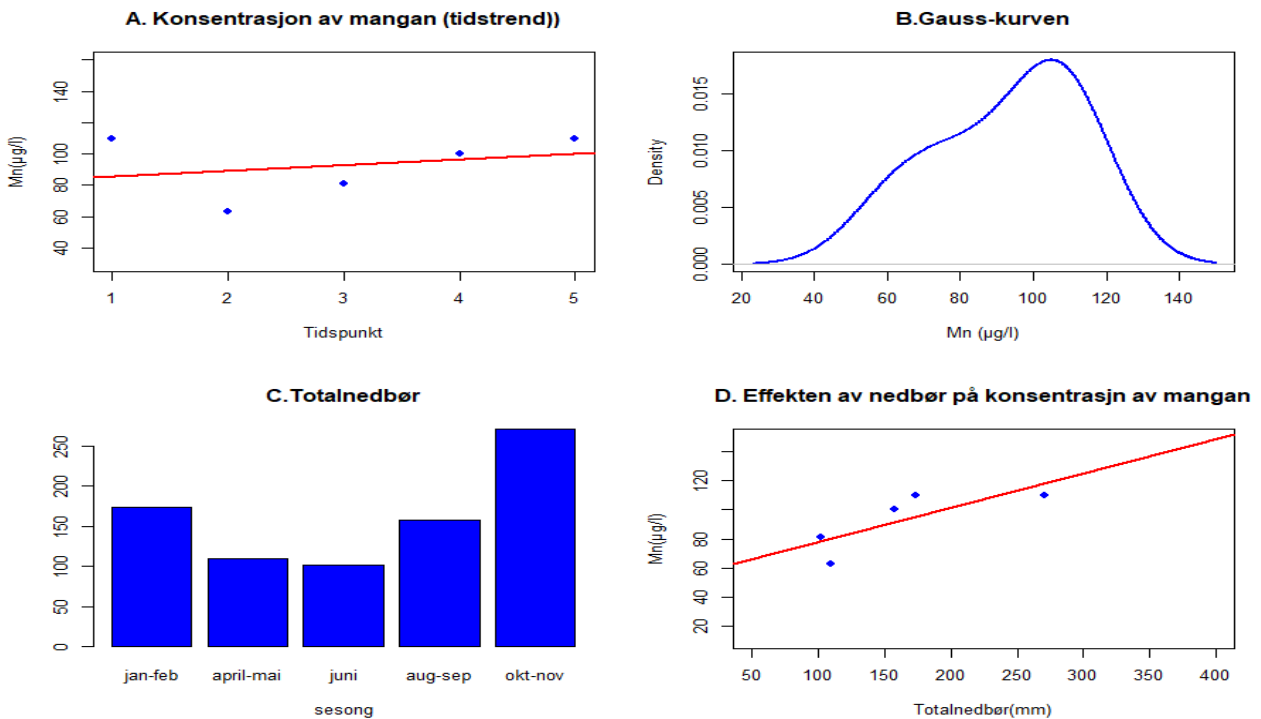 A. Konsentrasjon av mangan (tidstrend))
Mn(µg/l)
140
100
80
60
40
1 2 3 4 5
Tidspunkt
B.Gauss-kurven
Density
0.015
0.010
0.005
0.000
20 40 60 80 100 120 140
Mn (µg/l)
C.Totalnedbør
250
200
150
100
50
0
jan-feb april-mai juni aug-sep okt-nov
sesong
D. Effekten av nedbør på konsentrasjn av mangan
Mn(µg/l)
120
80
60
40
20
50 100 150 200 250 300 350 400
Totalnedbør(mm)